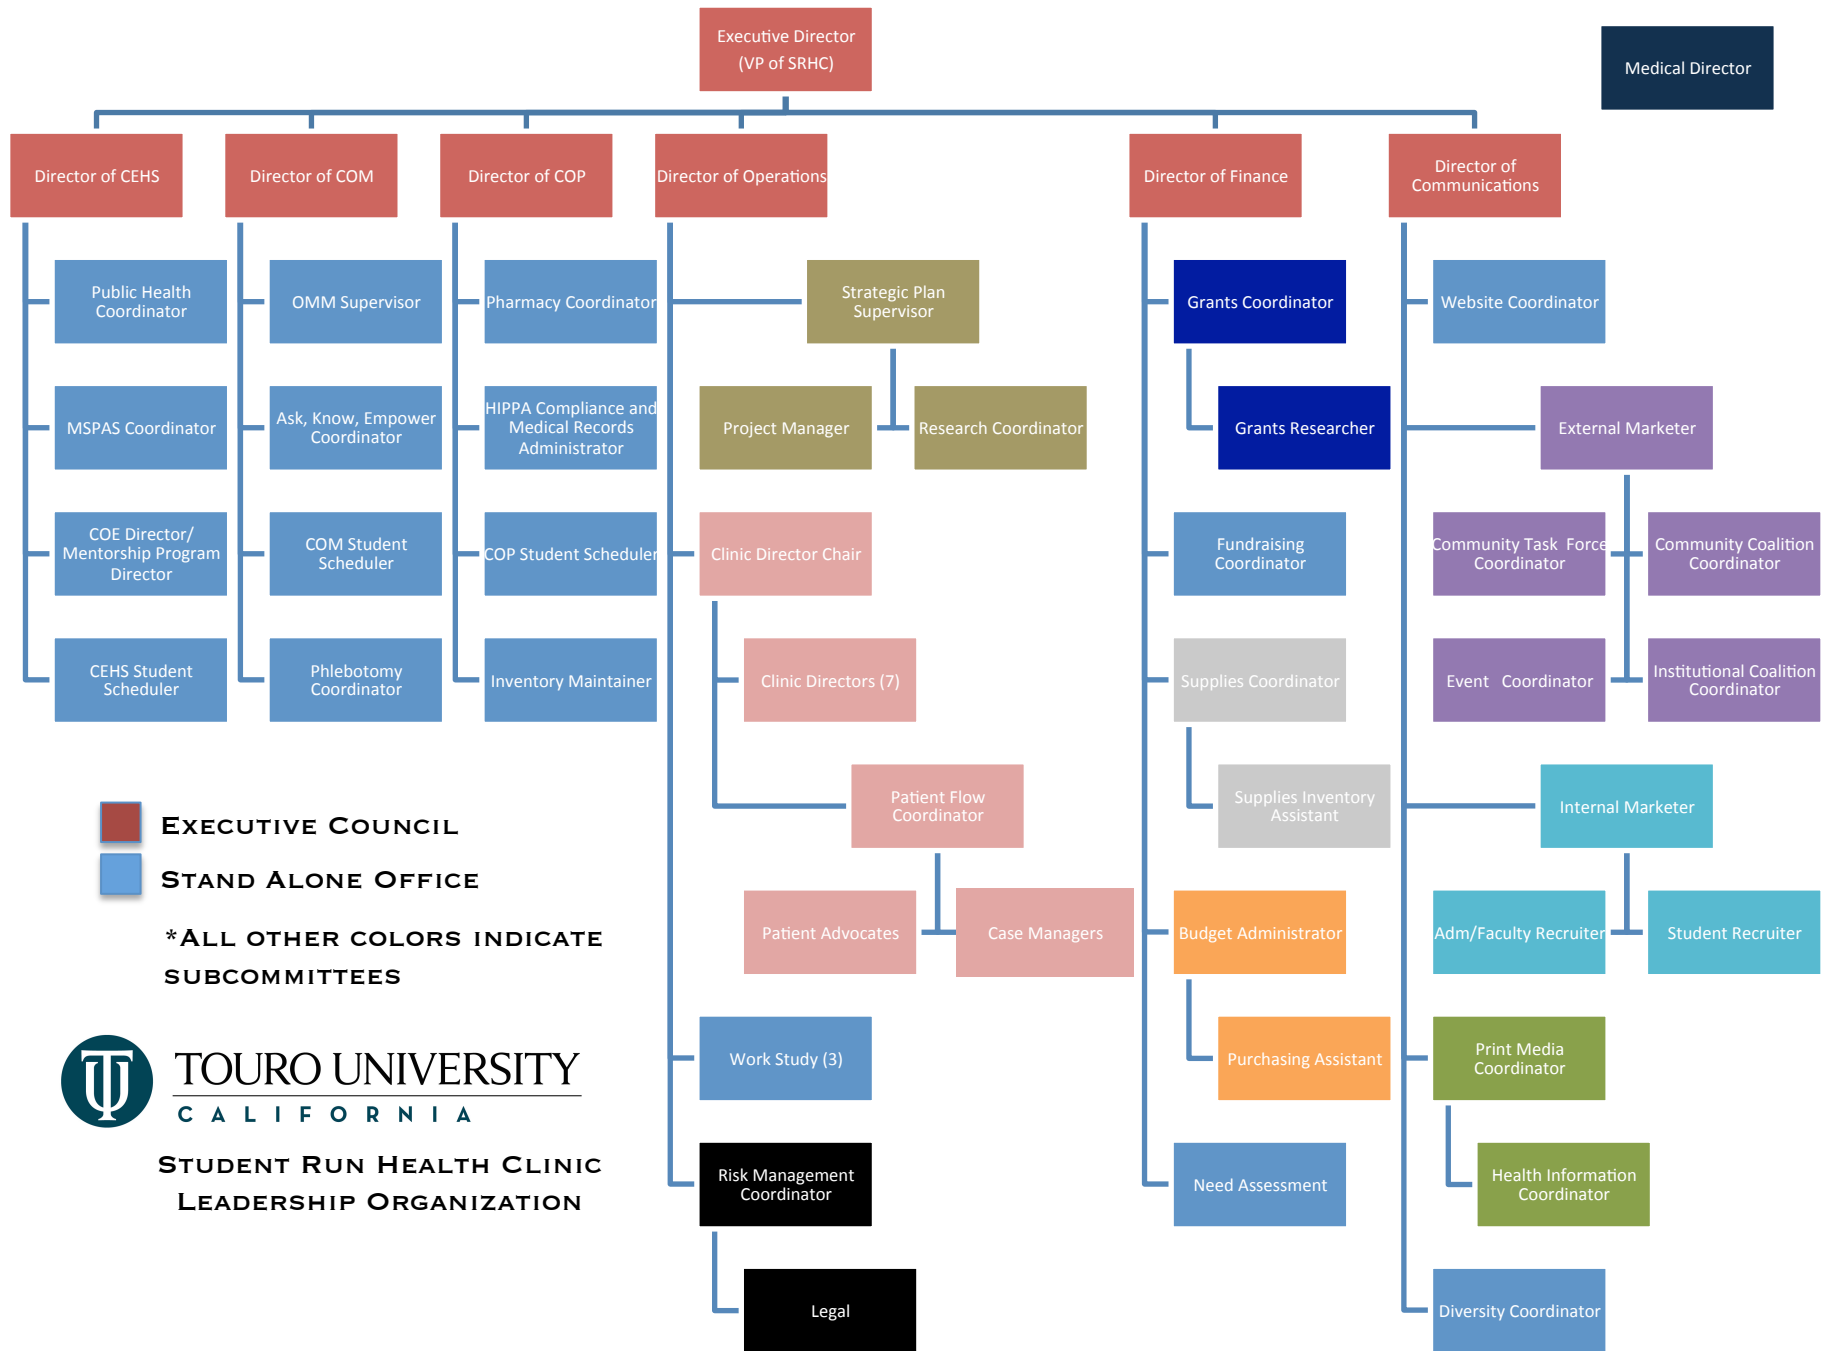 Executive Director
(VP of SRHC)
Medical Director
Director of CEHS
Director of COM
Director of COP
Director of Operations
Director of Finance
Director of
Communications
Public Health
Coordinator
OMM Supervisor
Pharmacy Coordinator
Strategic Plan
Supervisor
Grants Coordinator
Website Coordinator
MSPAS Coordinator
Ask, Know, Empower
Coordinator
HIPPA Compliance and
Medical Records
Administrator
Project Manager
Research Coordinator
Grants Researcher
External Marketer
COE Director/
Mentorship Program
Director
COM Student
Scheduler
COP Student Scheduler
Clinic Director Chair
Fundraising
Coordinator
Community Task Force
Coordinator
Community Coalition
Coordinator
CEHS Student
Scheduler
Phlebotomy
Coordinator
Inventory Maintainer
Clinic Directors (7)
Supplies Coordinator
Event Coordinator
Institutional Coalition
Coordinator
Patient Flow
Coordinator
Supplies Inventory
Assistant
Internal Marketer
EXECUTIVE COUNCIL
STAND ALONE OFFICE
*ALL OTHER COLORS INDICATE
SUBCOMMITTEES
Patient Advocates
Case Managers
Budget Administrator
Adm/Faculty Recruiter
Student Recruiter
Work Study (3)
Purchasing Assistant
Print Media
Coordinator
TOURO UNIVERSITY
CALIFORNIA
STUDENT RUN HEALTH CLINIC
LEADERSHIP ORGANIZATION
Risk Management
Coordinator
Need Assessment
Health Information
Coordinator
Legal
Diversity Coordinator